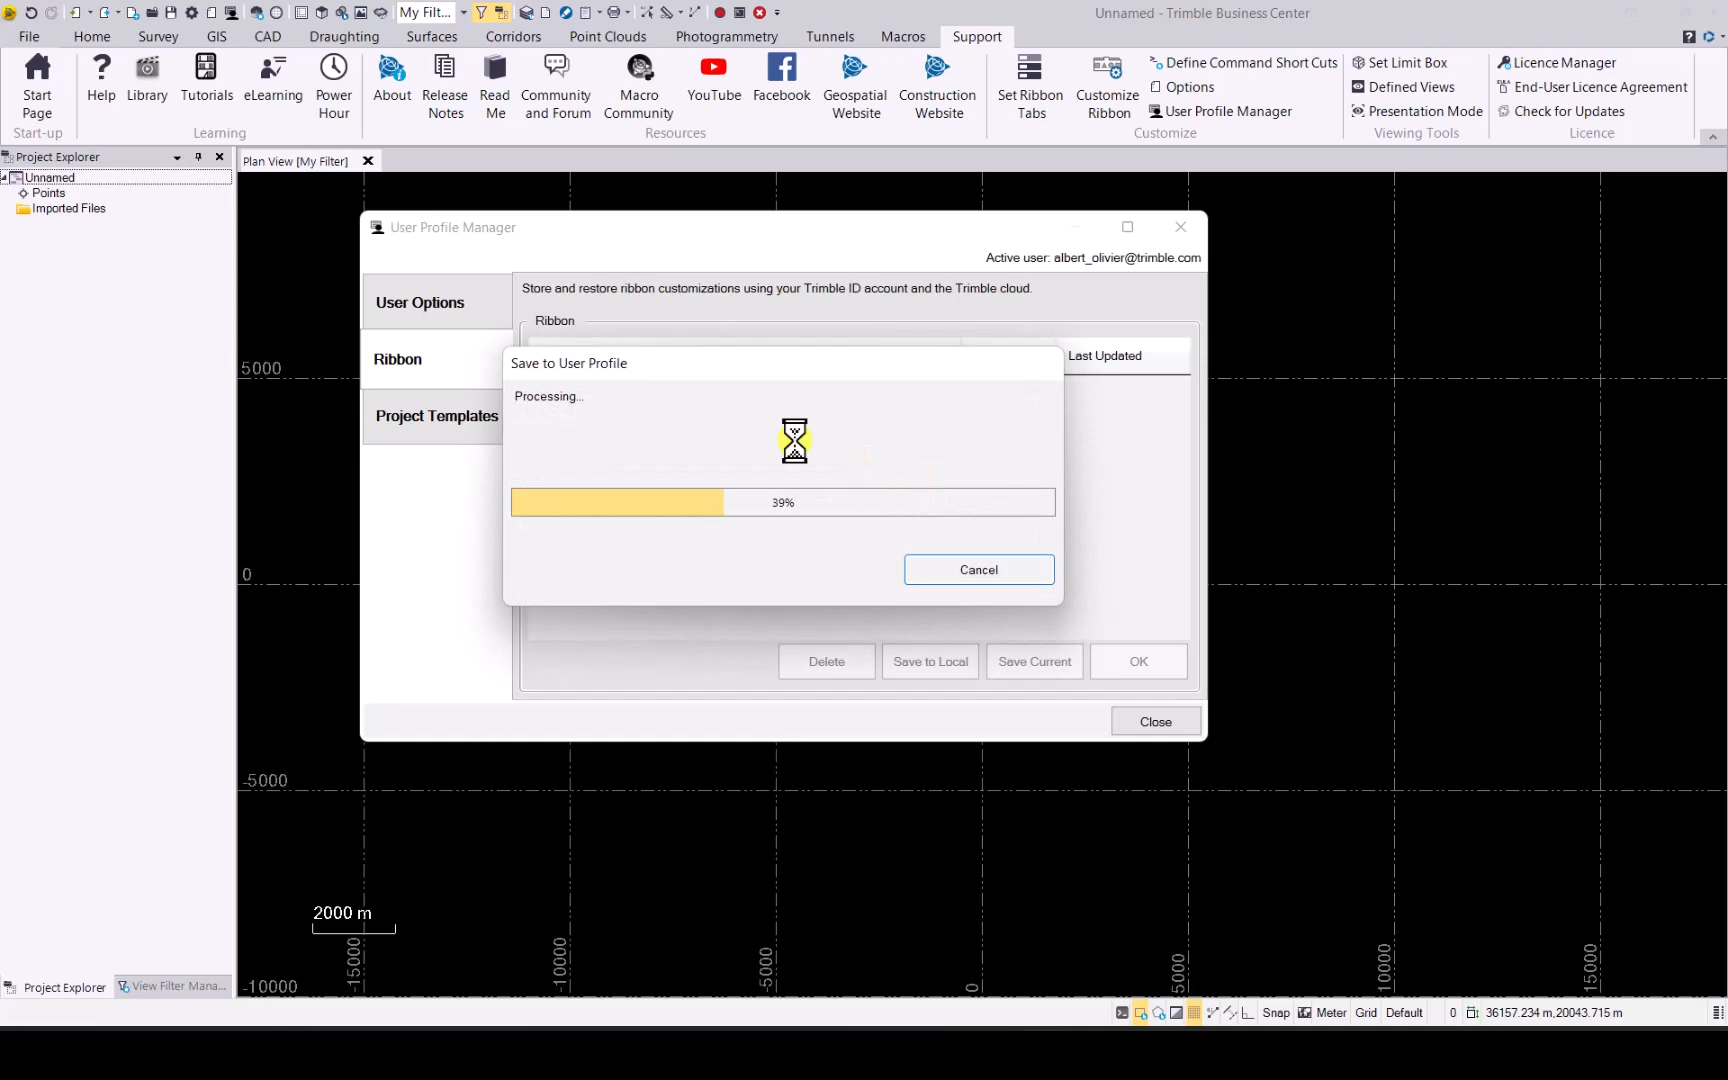 My Filt...
Unnamed - Trimble Business Center
File Home Survey GIS CAD Draughting Surfaces Corridors Point Clouds Photogrammetry Tunnels Macros Support
Start Page
Help
Library
Tutorials
eLearning
Power Hour
About
Release Notes
Read Me
Community and Forum
Macro Community
YouTube
Facebook
Geospatial Website
Construction Website
Set Ribbon Tabs
Customize Ribbon
Define Command Short Cuts
Options
User Profile Manager
Set Limit Box
Defined Views
Presentation Mode
Licence Manager
End-User Licence Agreement
Check for Updates
Start-up Learning Resources Customize Viewing Tools Licence
Project Explorer
Plan View [My Filter]
Unnamed
Points
Imported Files
User Profile Manager
Active user: albert_olivier@trimble.com
User Options
Ribbon
Project Templates
Store and restore ribbon customizations using your Trimble ID account and the Trimble cloud.
Ribbon
Last Updated
Save to User Profile
Processing...
39%
Cancel
Delete Save to Local Save Current OK
Close
5000
0
-5000
-10000
2000 m
-15000 -10000 -5000 0 5000 10000 15000
Project Explorer View Filter Mana...
Snap Meter Grid Default 0 36157.234 m,20043.715 m